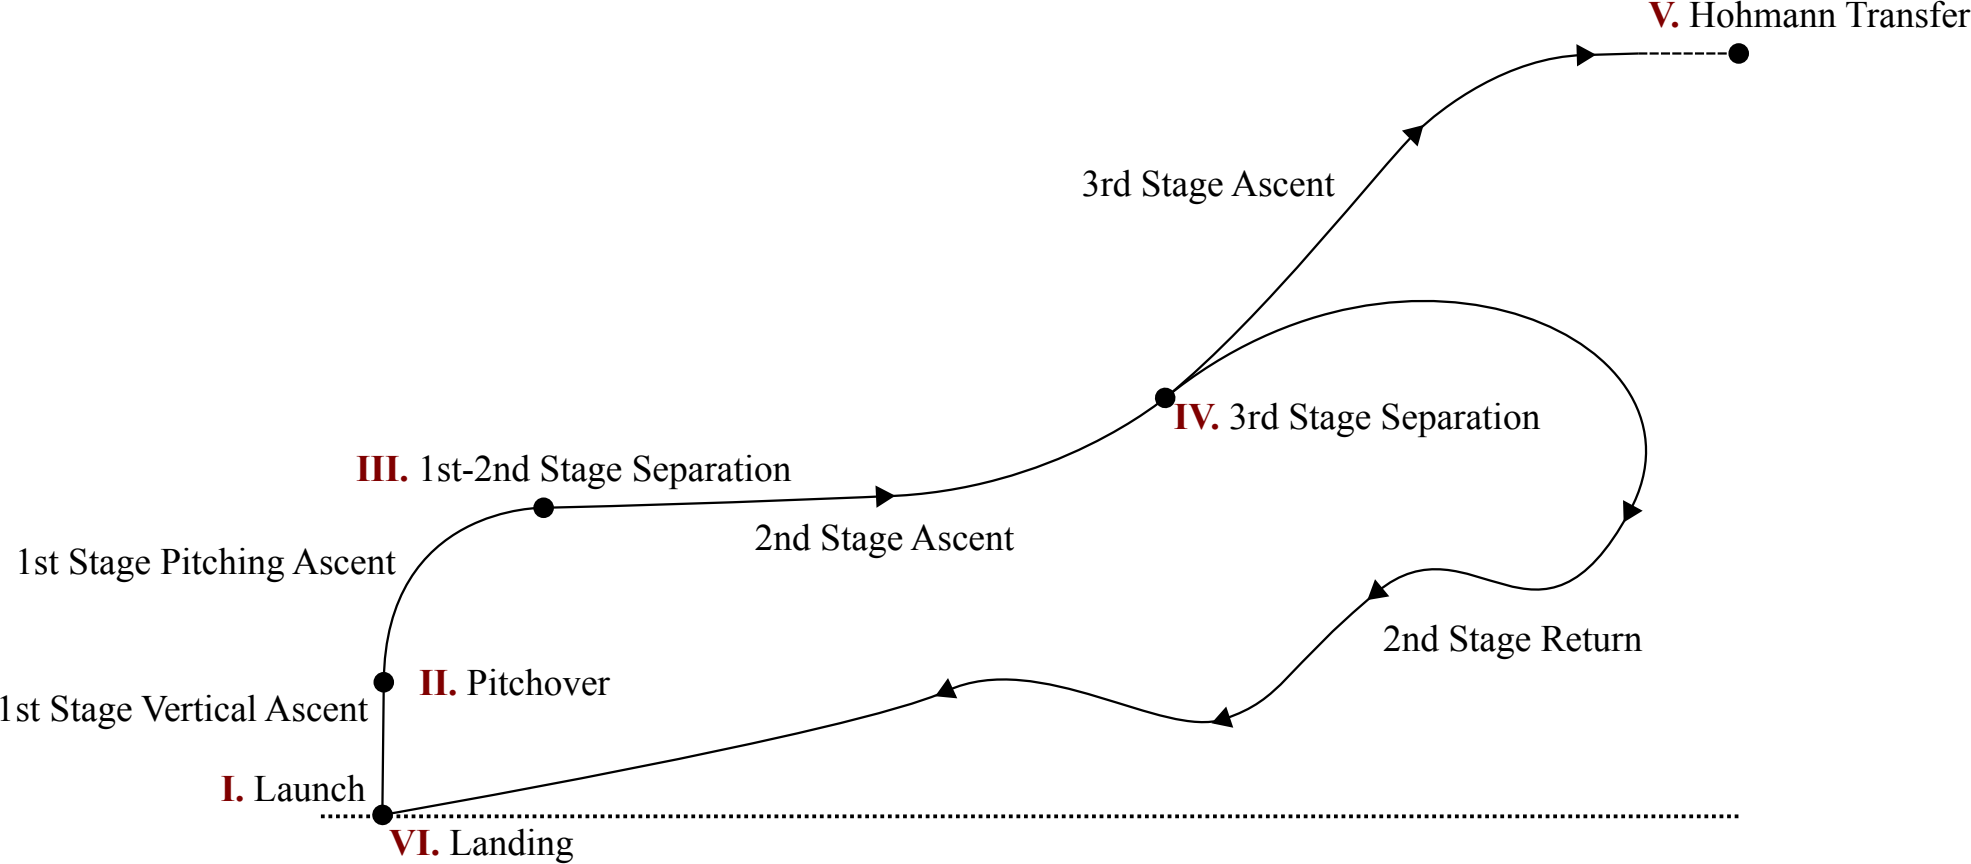 V. Hohmann Transfer
3rd Stage Ascent
IV. 3rd Stage Separation
III. 1st-2nd Stage Separation
2nd Stage Ascent
1st Stage Pitching Ascent
2nd Stage Return
II. Pitchover
1st Stage Vertical Ascent
I. Launch
VI. Landing